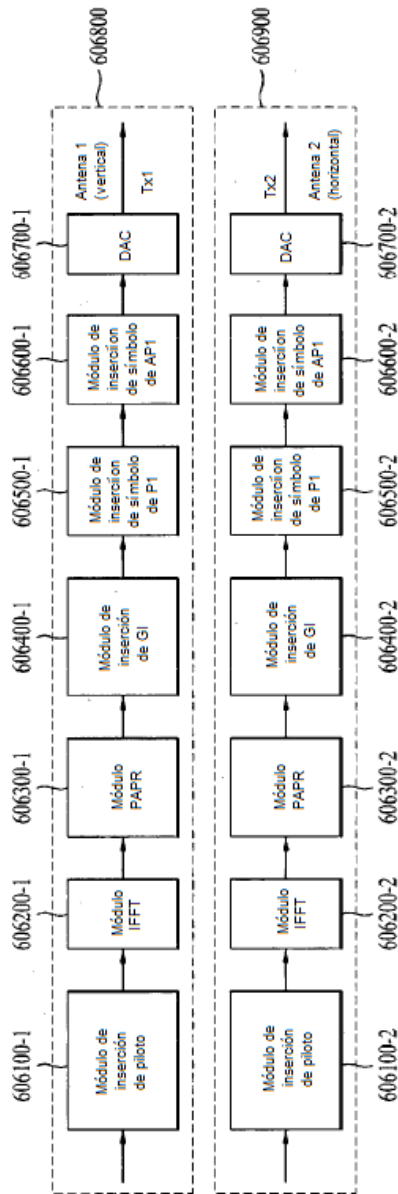 606100-1
606200-1
606300-1
606400-1
606500-1
606600-1
606700-1
606800
Módulo de
inserción
de piloto
Módulo
IFFT
Módulo
PAPR
Módulo de
inserción
de GI
Módulo de
insercíion
de símbolo
de P1
Módulo de
insercíion
de símbolo
de AP1
DAC
Antena 1
(vertical)
Tx1
606900
Módulo de
inserción
de piloto
Módulo
IFFT
Módulo
PAPR
Módulo de
inserción
de GI
Módulo de
insercíion
de símbolo
de P1
Módulo de
insercíion
de símbolo
de AP1
DAC
Tx2
Antena 2
(horizontal)
606100-2
606200-2
606300-2
606400-2
606500-2
606600-2
606700-2